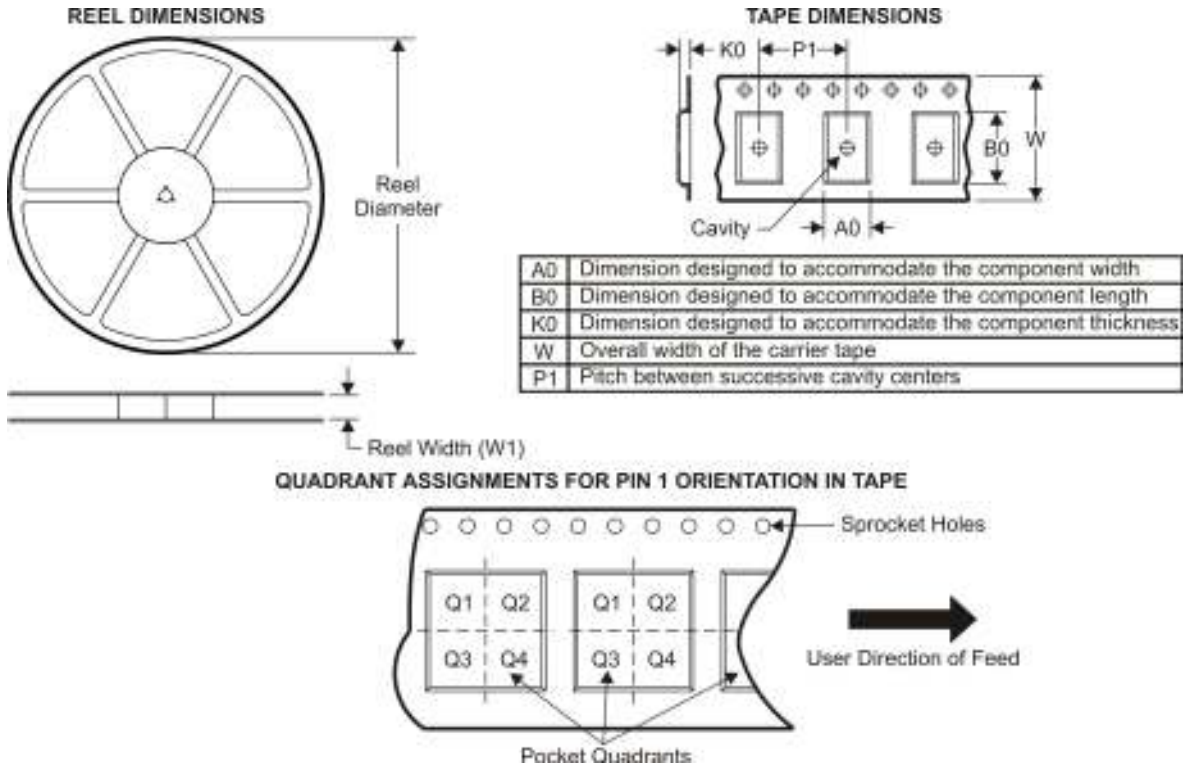 REEL DIMENSIONS
Reel
Diameter
Reel Width (W1)
TAPE DIMENSIONS
K0
P1
B0
W
Cavity
A0
A0 Dimension designed to accommodate the component width
B0 Dimension designed to accommodate the component length
K0 Dimension designed to accommodate the component thickness
W Overall width of the carrier tape
P1 Pitch between successive cavity centers
QUADRANT ASSIGNMENTS FOR PIN 1 ORIENTATION IN TAPE
Sprocket Holes
Q1 Q2 Q1 Q2
Q3 Q4 Q3 Q4
User Direction of Feed
Pocket Quadrants